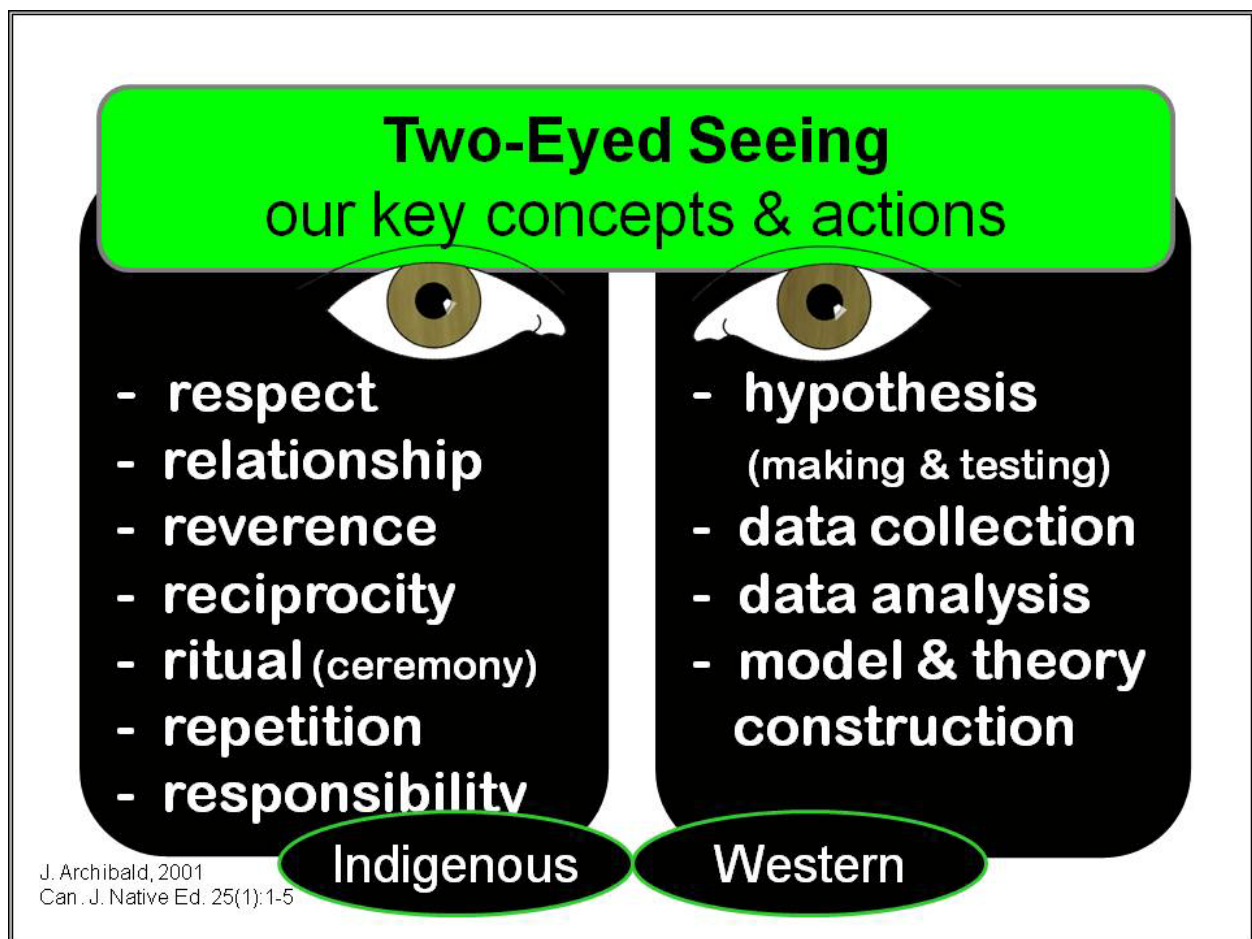 Two-Eyed Seeing
our key concepts & actions
- respect
- relationship
- reverence
- reciprocity
- ritual (ceremony)
- repetition
- responsibility
Indigenous
- hypothesis
(making & testing)
- data collection
- data analysis
- model & theory
construction
Western
J. Archibald, 2001
Can. J. Native Ed. 25(1):1-5